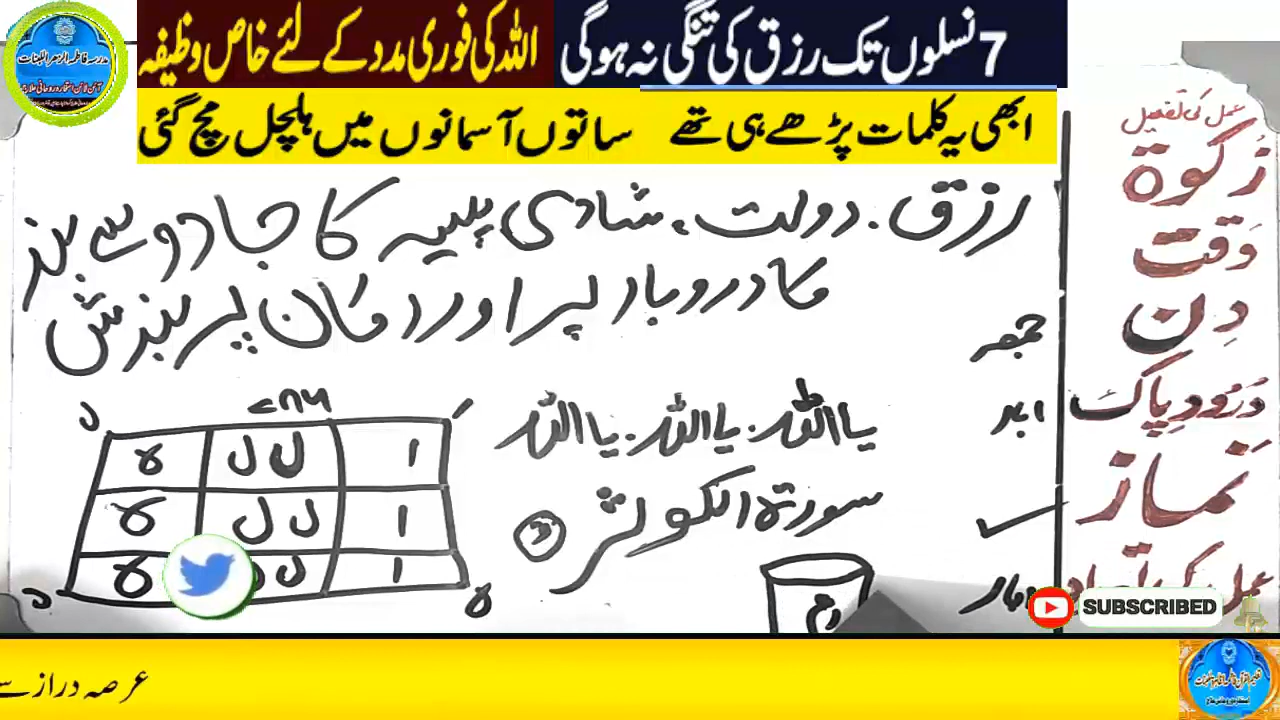 7 نسلوں تک رزق کی تنگی نہ ہوگی
اللہ کی فوری مدد کے لئے خاص وظیفہ
ابھی یہ کلمات پڑھے ہی تھے ساتوں آسمانوں میں ہلچل مچ گئی
رزق۔ دولت، شادی پیسہ کا جادو سے بند
کاروبار پر اور دکان پر بندش
یا اللہ۔ یا اللہ۔ یا اللہ
سورۃ الکوثر
ا ل ل ہ
ا ل ل ہ
ا ل ہ
دم
عمل کی تفصیل
زکوۃ
وقت
دن
جمعہ
درود پاک
نماز
SUBSCRIBED
عرصہ دراز سے